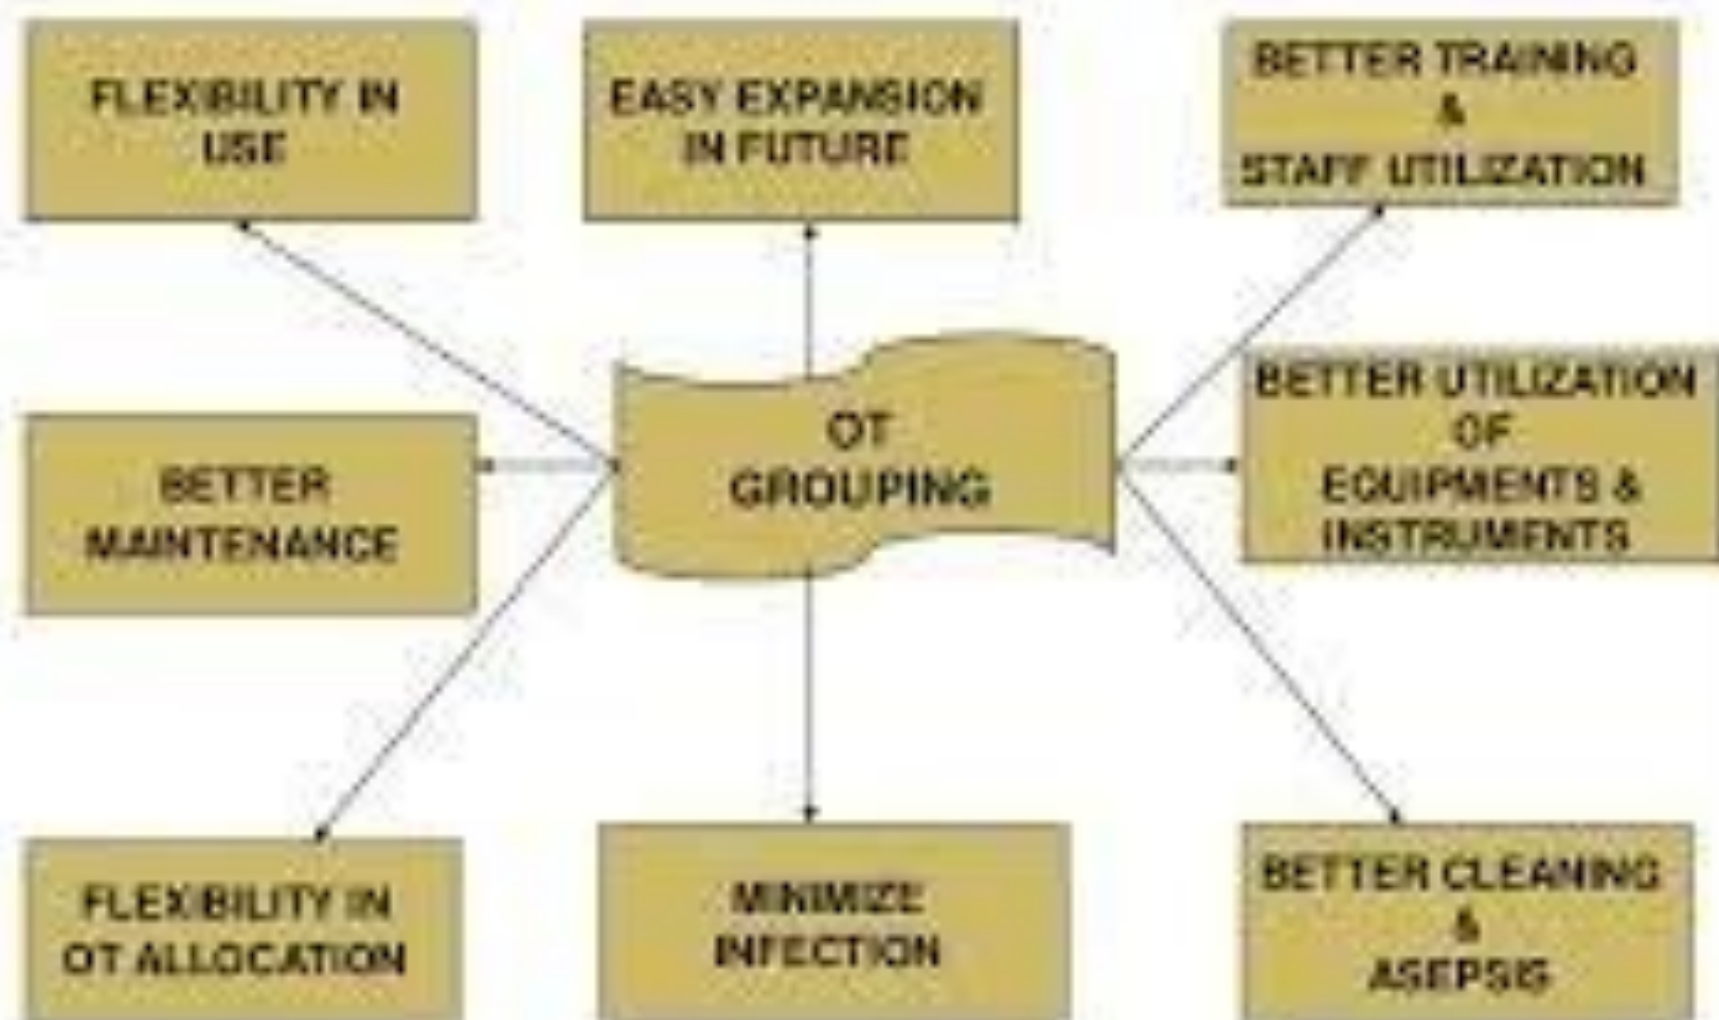 FLEXIBILITY IN
USE
EASY EXPANSION
IN FUTURE
BETTER TRAINING
&
STAFF UTILIZATION
BETTER
MAINTENANCE
OT
GROUPING
BETTER UTILIZATION
OF
EQUIPMENTS &
INSTRUMENTS
FLEXIBILITY IN
OT ALLOCATION
MINIMIZE
INFECTION
BETTER CLEANING
&
ASEPSIS